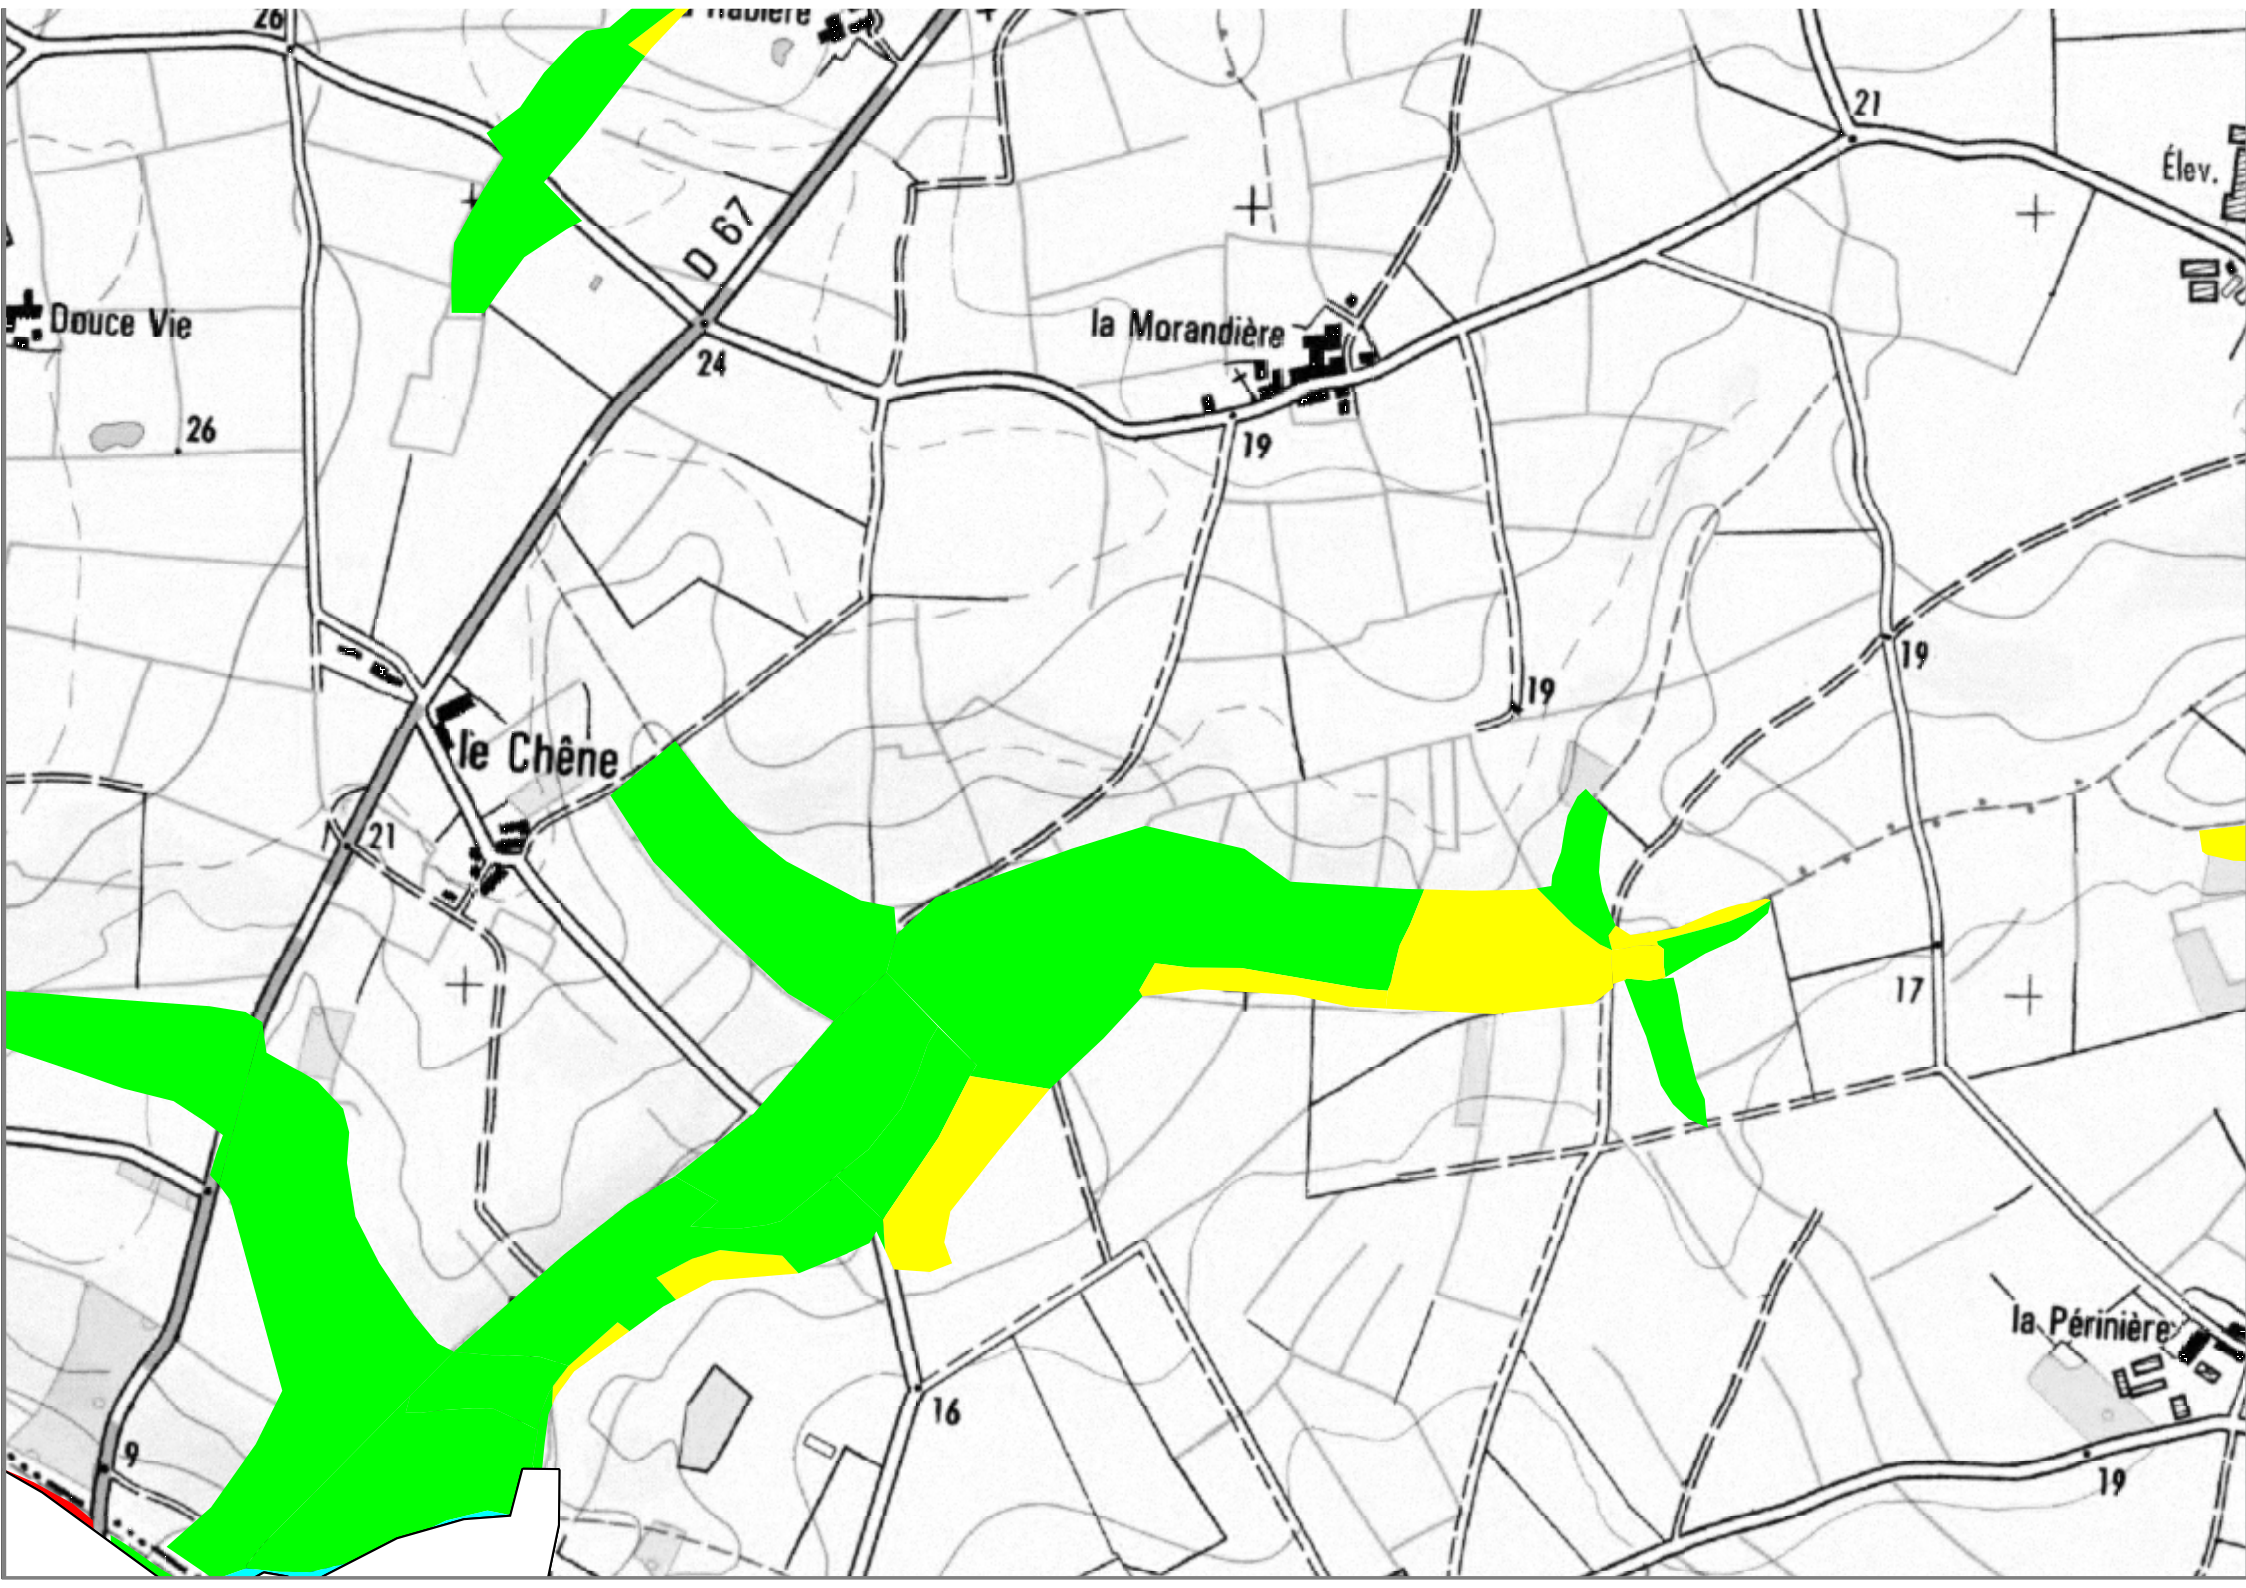 26
21
Élev.
D 67
Douce Vie
la Morandière
24
26
19
19
19
le Chêne
21
17
la Périnière
16
9
19